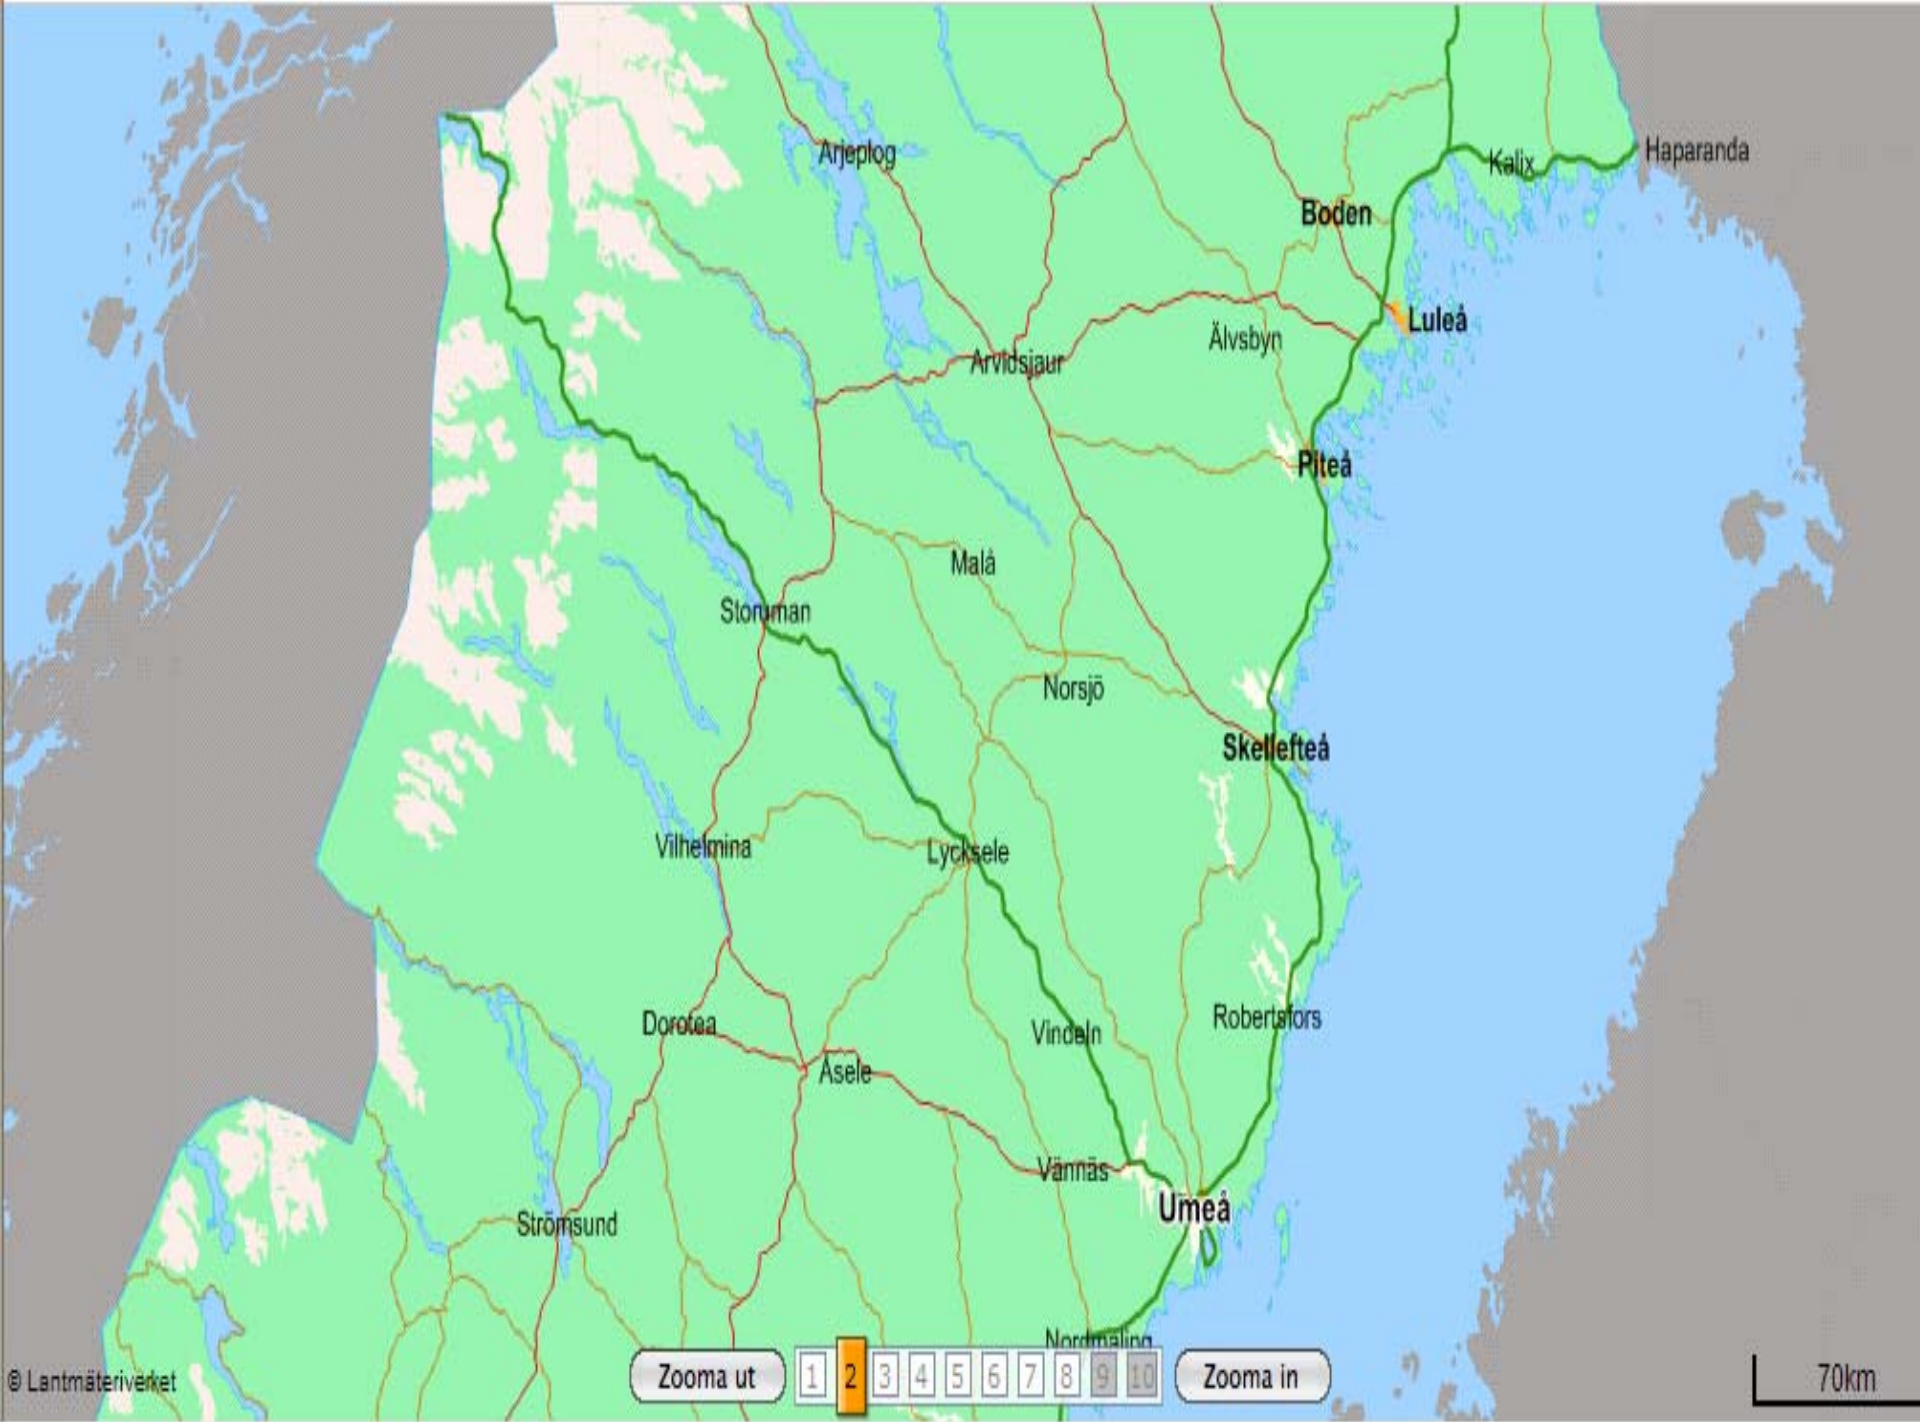 Arjeplog
Haparanda
Kalix
Boden
Luleå
Älvsbyn
Arvidsjaur
Piteå
Malå
Storuman
Norsjö
Skellefteå
Vilhelmina
Lycksele
Robertsfors
Dorotea
Vindeln
Åsele
Vännäs
Umeå
Strömsund
Nordmaling
© Lantmäteriverket
Zooma ut 1 2 3 4 5 6 7 8 9 10 Zooma in
70km